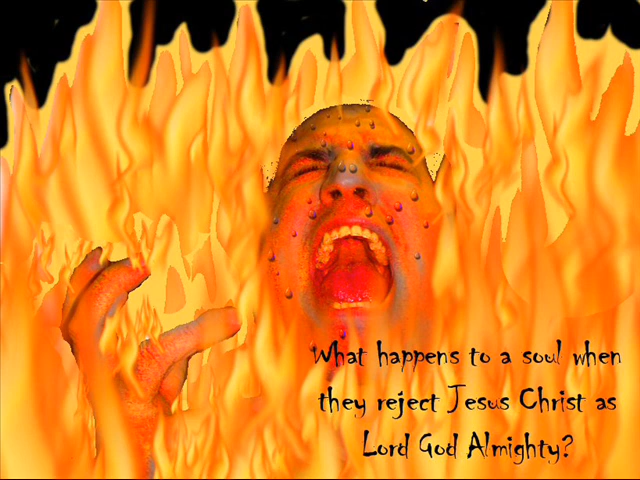 What happens to a soul when
they reject Jesus Christ as
Lord God Almighty?